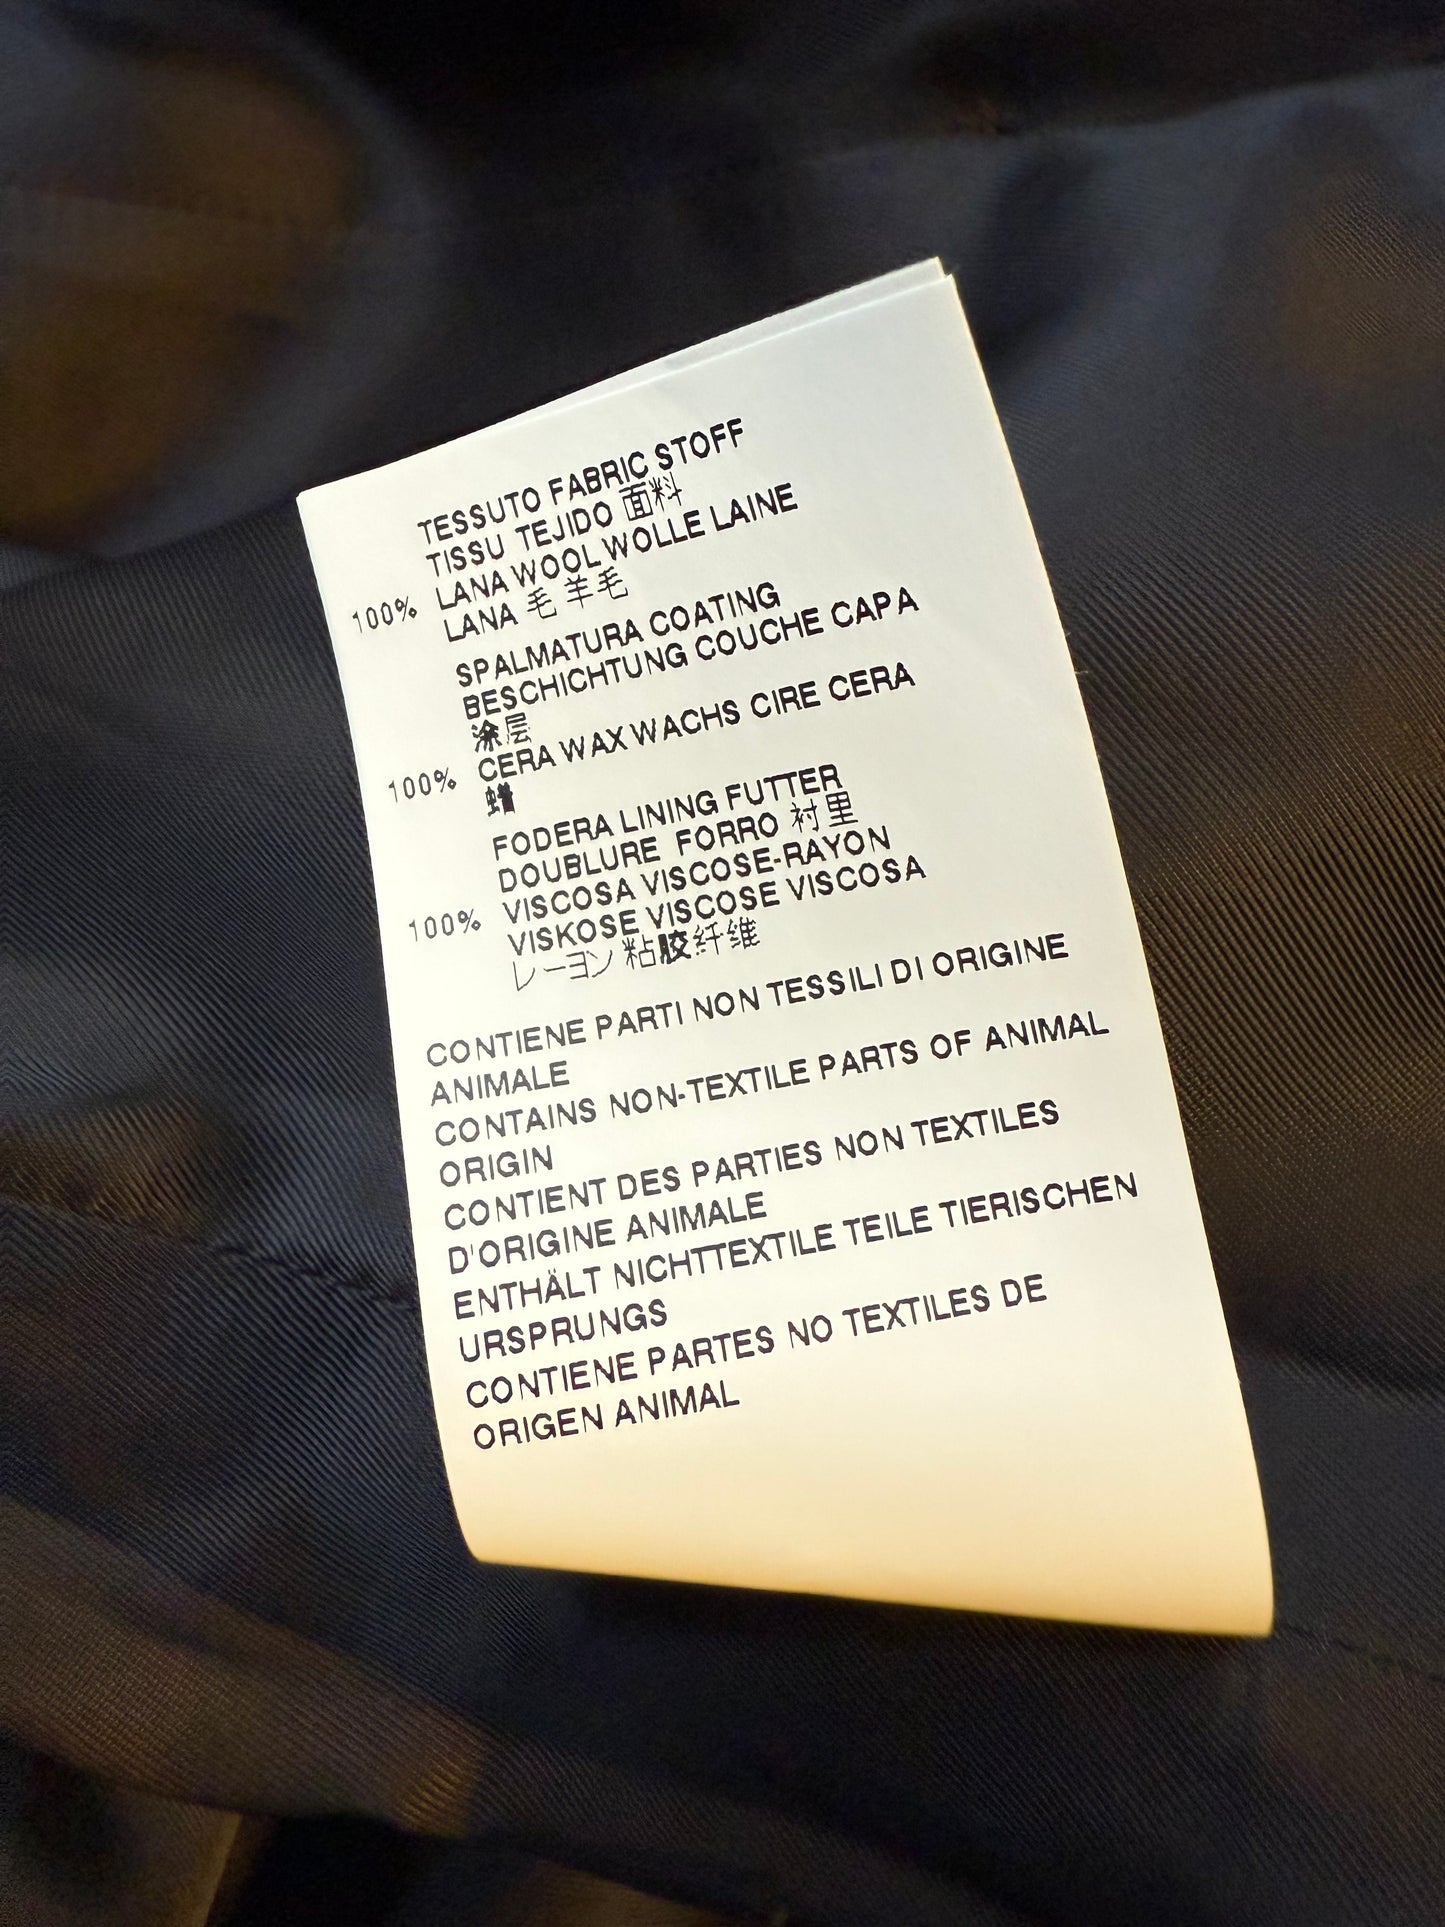 TESSUTO FABRIC STOFF
TISSU TEJIDO 面料
100% LANA WOOL WOLLE LAINE
LANA 毛 羊毛
SPALMATURA COATING
BESCHICHTUNG COUCHE CAPA
涂层
100% CERA WAX WACHS CIRE CERA
蜡
FODERA LINING FUTTER
DOUBLURE FORRO 衬里
100% VISCOSA VISCOSE-RAYON
VISKOSE VISCOSE VISCOSA
レーヨン 粘胶纤维
CONTIENE PARTI NON TESSILI DI ORIGINE
ANIMALE
CONTAINS NON-TEXTILE PARTS OF ANIMAL
ORIGIN
CONTIENT DES PARTIES NON TEXTILES
D'ORIGINE ANIMALE
ENTHÄLT NICHTTEXTILE TEILE TIERISCHEN
URSPRUNGS
CONTIENE PARTES NO TEXTILES DE
ORIGEN ANIMAL